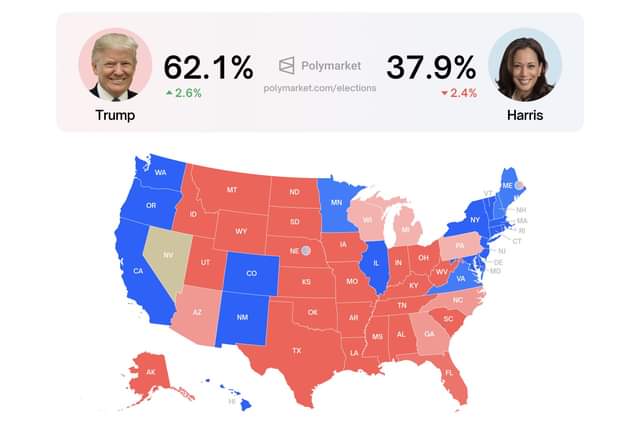 62.1%
Polymarket
37.9%
2.6%
polymarket.com/elections
2.4%
Trump
Harris
WA
MT
ND
MN
ME
VT
OR
ID
WI
NH
SD
MI
NY
MA
WY
RI
IA
PA
CT
NV
NE
OH
NJ
UT
IL
IN
DE
CA
CO
WV
MD
KS
MO
KY
VA
NC
TN
AZ
NM
OK
AR
SC
MS
AL
GA
TX
LA
AK
FL
HI